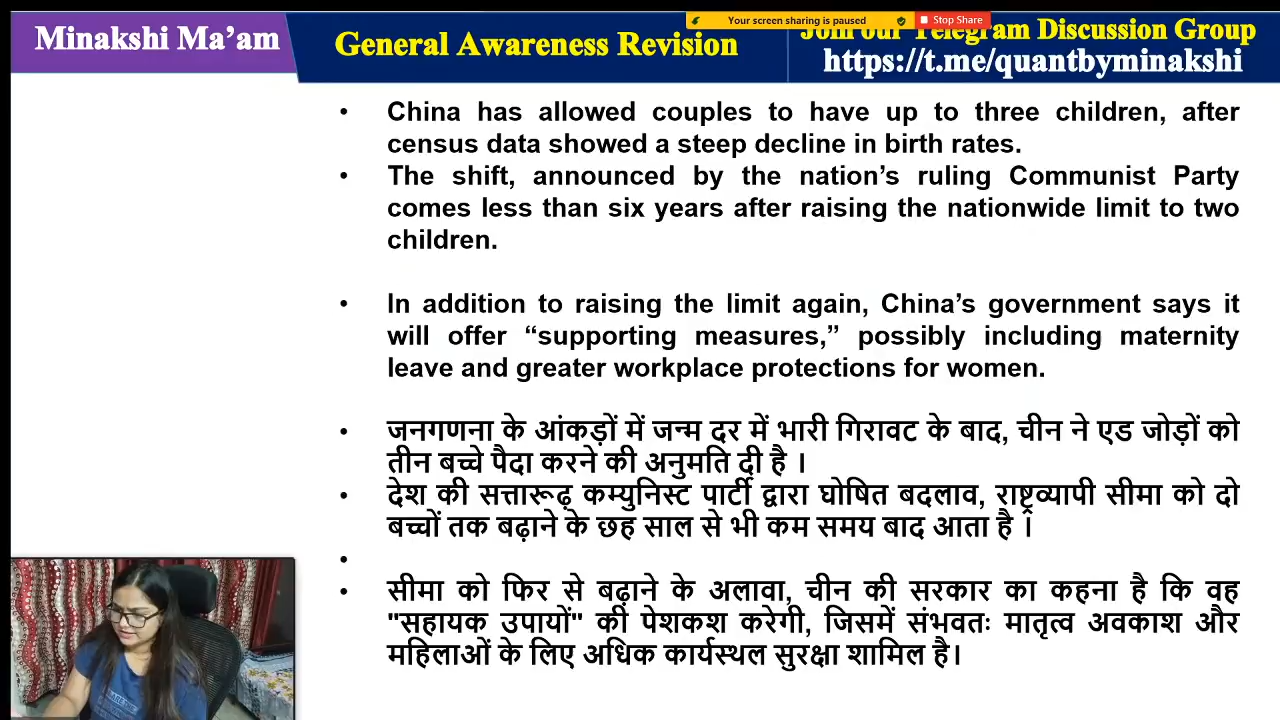 Minakshi Ma’am
General Awareness Revision
Your screen sharing is paused
Stop Share
Join our Telegram Discussion Group
https://t.me/quantbyminakshi
• China has allowed couples to have up to three children, after
census data showed a steep decline in birth rates.
• The shift, announced by the nation’s ruling Communist Party
comes less than six years after raising the nationwide limit to two
children.
• In addition to raising the limit again, China’s government says it
will offer “supporting measures,” possibly including maternity
leave and greater workplace protections for women.
• जनगणना के आंकड़ों में जन्म दर में भारी गिरावट के बाद, चीन ने एड जोड़ों को
तीन बच्चे पैदा करने की अनुमति दी है ।
• देश की सत्तारूढ़ कम्युनिस्ट पार्टी द्वारा घोषित बदलाव, राष्ट्रव्यापी सीमा को दो
बच्चों तक बढ़ाने के छह साल से भी कम समय बाद आता है ।
•
• सीमा को फिर से बढ़ाने के अलावा, चीन की सरकार का कहना है कि वह
"सहायक उपायों" की पेशकश करेगी, जिसमें संभवतः मातृत्व अवकाश और
महिलाओं के लिए अधिक कार्यस्थल सुरक्षा शामिल है।